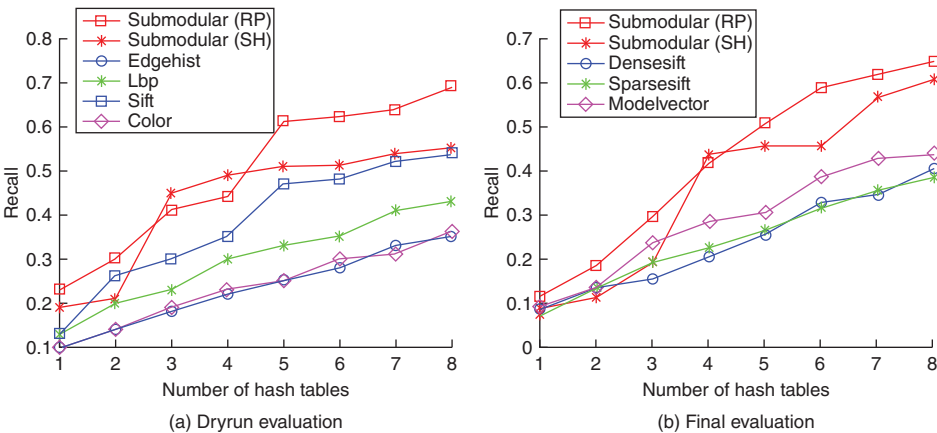 Submodular (RP)
Submodular (SH)
Edgehist
Lbp
Sift
Color
0.8
0.7
0.6
0.5
0.4
0.3
0.2
0.1
Recall
1 2 3 4 5 6 7 8
Number of hash tables
(a) Dryrun evaluation
Submodular (RP)
Submodular (SH)
Densesift
Sparsesift
Modelvector
0.7
0.6
0.5
0.4
0.3
0.2
0.1
0
Recall
1 2 3 4 5 6 7 8
Number of hash tables
(b) Final evaluation